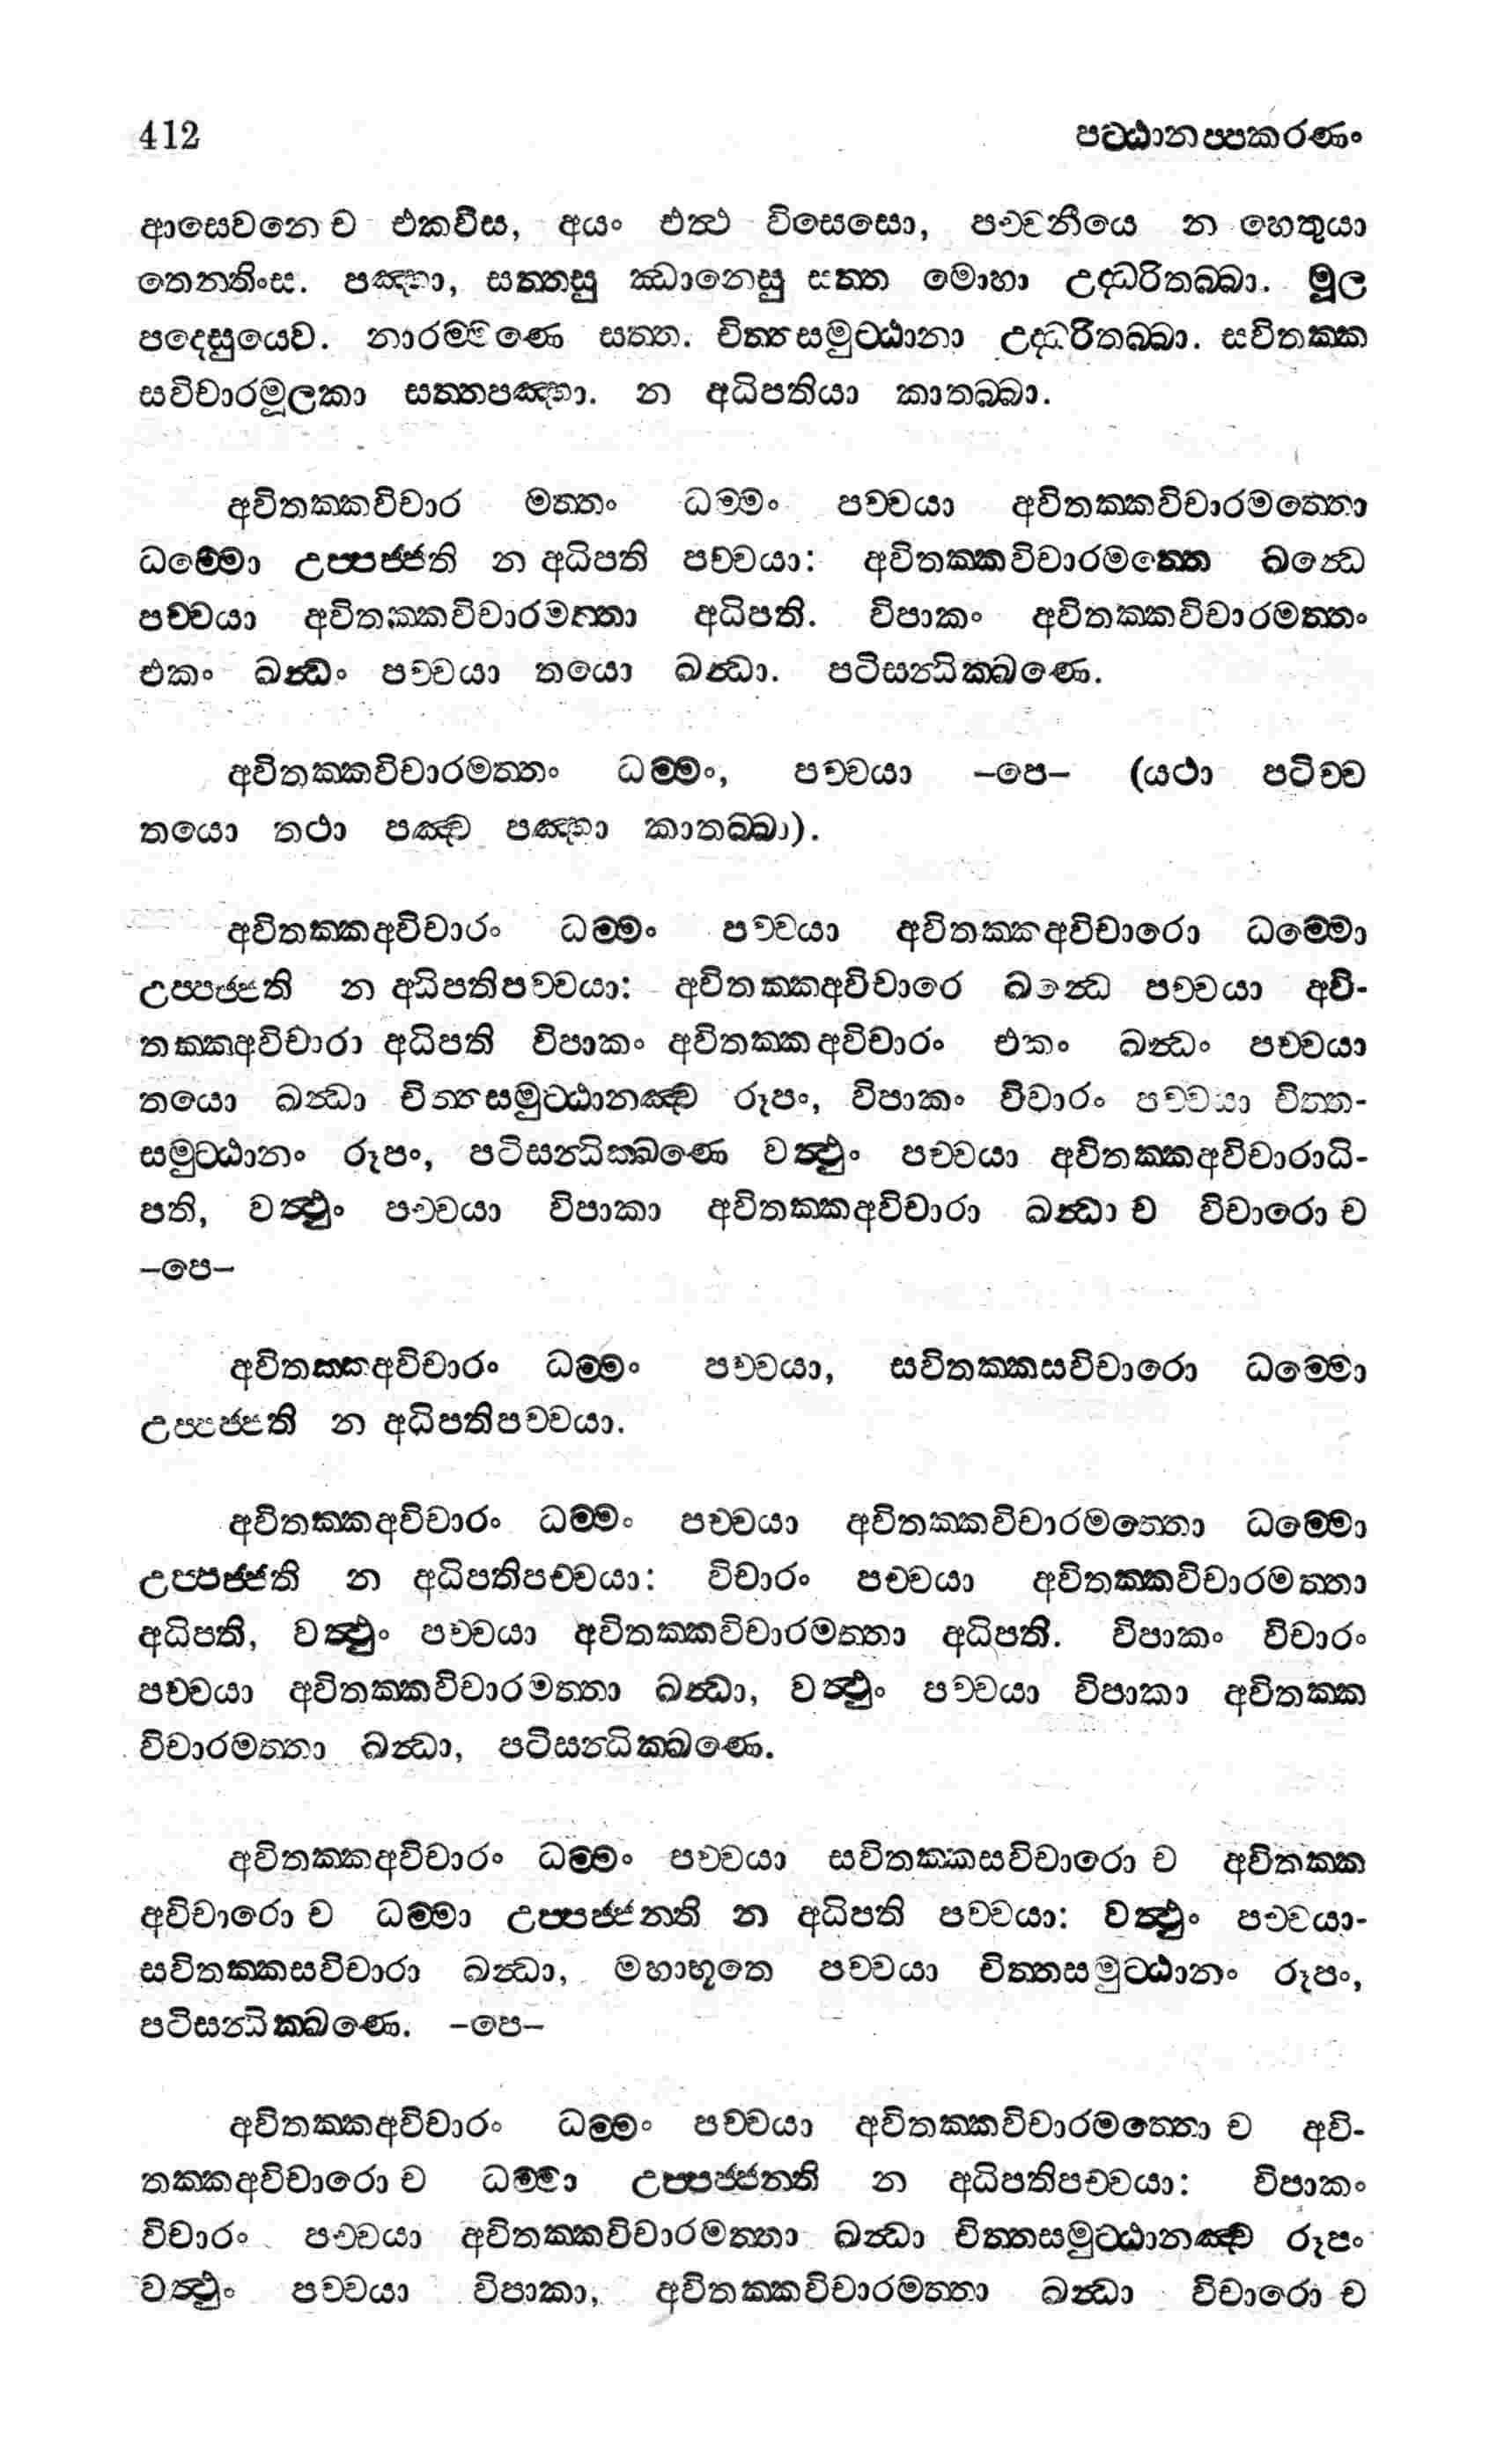 412 පට්ඨානප්පකරණං
ආසෙවනෙ ච එකවීස, අයං එත්ථ විසෙසො, පච්චනීයෙ න හෙතුයා
තෙනත්තිංස. පඤ්හා, සත්තසු ඣානෙසු සත්ත මොහා උද්ධරිතබ්බා. මූල
පදෙසුයෙව. නාරම්මණෙ සත්ත. චිත්තසමුට්ඨානා උද්ධරිතබ්බා. සවිතක්ක
සවිචාරමූලකා සත්තපඤ්හා. න අධිපතියා කාතබ්බා.
අවිතක්කවිචාර මත්තං ධම්මං පච්චයා අවිතක්කවිචාරමත්තො
ධම්මො උප්පජ්ජති න අධිපති පච්චයා: අවිතක්කවිචාරමත්තෙ ඛන්ධෙ
පච්චයා අවිතක්කවිචාරමත්තා අධිපති. විපාකං අවිතක්කවිචාරමත්තං
එකං ඛන්ධං පච්චයා තයො ඛන්ධා. පටිසන්ධික්ඛණෙ.
අවිතක්කවිචාරමත්තං ධම්මං, පච්චයා –පෙ– (යථා පටිච්ච
තයො තථා පඤ්ච පඤ්හා කාතබ්බා).
අවිතක්කඅවිචාරං ධම්මං පච්චයා අවිතක්කඅවිචාරො ධම්මො
උප්පජ්ජති න අධිපතිපච්චයා: අවිතක්කඅවිචාරෙ ඛන්ධෙ පච්චයා අවි-
තක්කඅවිචාරා අධිපති විපාකං අවිතක්ක අවිචාරං එකං ඛන්ධං පච්චයා
තයො ඛන්ධා චිත්තසමුට්ඨානඤ්ච රූපං, විපාකං විචාරං පච්චයා චිත්ත-
සමුට්ඨානං රූපං, පටිසන්ධික්ඛණෙ වත්ථුං පච්චයා අවිතක්කඅවිචාරාධි-
පති, වත්ථුං පච්චයා විපාකා අවිතක්කඅවිචාරා ඛන්ධා ච විචාරො ච
–පෙ–
අවිතක්කඅවිචාරං ධම්මං පච්චයා, සවිතක්කසවිචාරො ධම්මො
උප්පජ්ජති න අධිපතිපච්චයා.
අවිතක්කඅවිචාරං ධම්මං පච්චයා අවිතක්කවිචාරමත්තො ධම්මො
උප්පජ්ජති න අධිපතිපච්චයා: විචාරං පච්චයා අවිතක්කවිචාරමත්තා
අධිපති, වත්ථුං පච්චයා අවිතක්කවිචාරමත්තා අධිපති. විපාකං විචාරං
පච්චයා අවිතක්කවිචාරමත්තා ඛන්ධා, වත්ථුං පච්චයා විපාකා අවිතක්ක
විචාරමත්තා ඛන්ධා, පටිසන්ධික්ඛණෙ.
අවිතක්කඅවිචාරං ධම්මං පච්චයා සවිතක්කසවිචාරො ච අවිතක්ක
අවිචාරො ච ධම්මා උප්පජ්ජන්ති න අධිපති පච්චයා: වත්ථුං පච්චයා-
සවිතක්කසවිචාරා ඛන්ධා, මහාභූතෙ පච්චයා චිත්තසමුට්ඨානං රූපං,
පටිසන්ධික්ඛණෙ. –පෙ–
අවිතක්කඅවිචාරං ධම්මං පච්චයා අවිතක්කවිචාරමත්තො ච අවි-
තක්කඅවිචාරො ච ධම්මා උප්පජ්ජන්ති න අධිපතිපච්චයා: විපාකං
විචාරං පච්චයා අවිතක්කවිචාරමත්තා ඛන්ධා චිත්තසමුට්ඨානඤ්ච රූපං
වත්ථුං පච්චයා විපාකා, අවිතක්කවිචාරමත්තා ඛන්ධා විචාරො ච